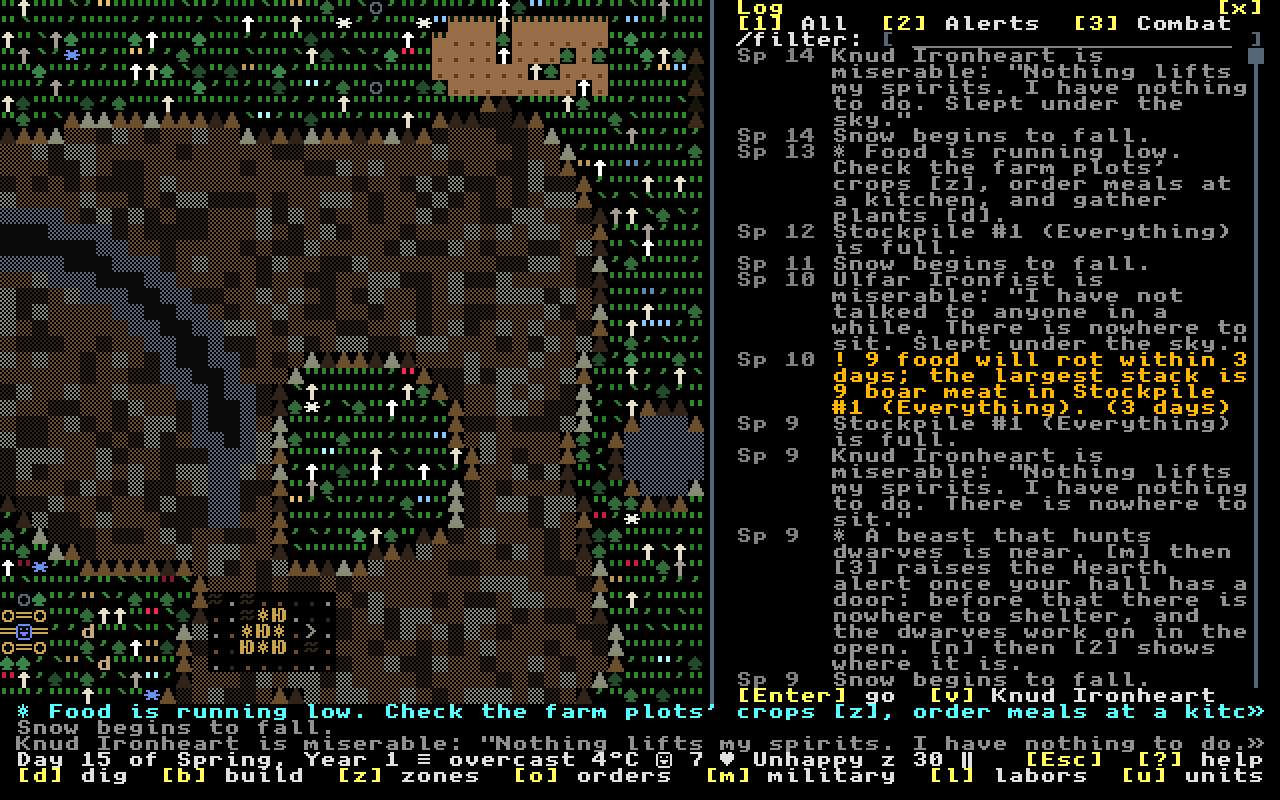 Log [x]
[1] All [2] Alerts [3] Combat
/filter: [ ]
Sp 14 Knud Ironheart is
miserable: "Nothing lifts
my spirits. I have nothing
to do. Slept under the
sky."
Sp 14 Snow begins to fall.
Sp 13 * Food is running low.
Check the farm plots'
crops [z], order meals at
a kitchen, and gather
plants [d].
Sp 12 Stockpile #1 (Everything)
is full.
Sp 11 Snow begins to fall.
Sp 10 Ulfar Ironfist is
miserable: "I have not
talked to anyone in a
while. There is nowhere to
sit. Slept under the sky."
Sp 10 ! 9 food will rot within 3
days; the largest stack is
9 boar meat in Stockpile
#1 (Everything). (3 days)
Sp 9 Stockpile #1 (Everything)
is full.
Sp 9 Knud Ironheart is
miserable: "Nothing lifts
my spirits. I have nothing
to do. There is nowhere to
sit."
Sp 9 * A beast that hunts
dwarves is near. [m] then
[3] raises the Hearth
alert once your hall has a
door: before that there is
nowhere to shelter, and
the dwarves work on in the
open. [n] then [2] shows
where it is.
Sp 9 Snow begins to fall.
[Enter] go [v] Knud Ironheart
* Food is running low. Check the farm plots' crops [z], order meals at a kitc»
Snow begins to fall.
Knud Ironheart is miserable: "Nothing lifts my spirits. I have nothing to do.»
Day 15 of Spring, Year 1 ≡ overcast 4°C ☺ 7 ♥ Unhappy z 30 [Esc] [?] help
[d] dig [b] build [z] zones [o] orders [m] military [l] labors [u] units